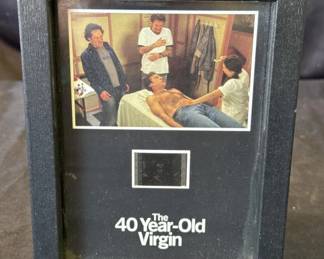 The
40 Year-Old
Virgin